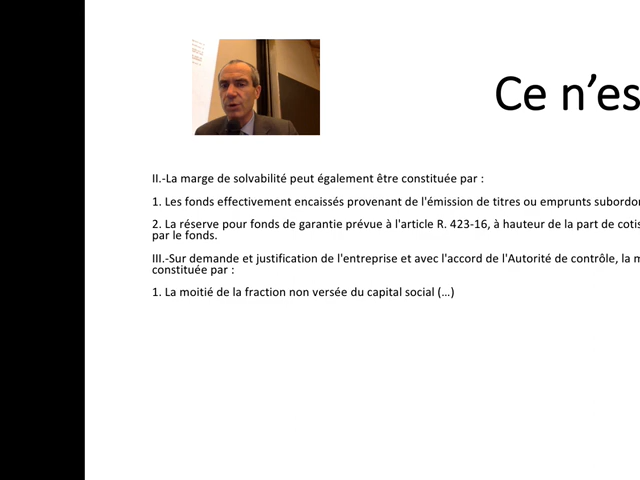 Ce n’es
II.-La marge de solvabilité peut également être constituée par :
1. Les fonds effectivement encaissés provenant de l'émission de titres ou emprunts subordo
2. La réserve pour fonds de garantie prévue à l'article R. 423-16, à hauteur de la part de cotis
par le fonds.
III.-Sur demande et justification de l'entreprise et avec l'accord de l'Autorité de contrôle, la m
constituée par :
1. La moitié de la fraction non versée du capital social (…)